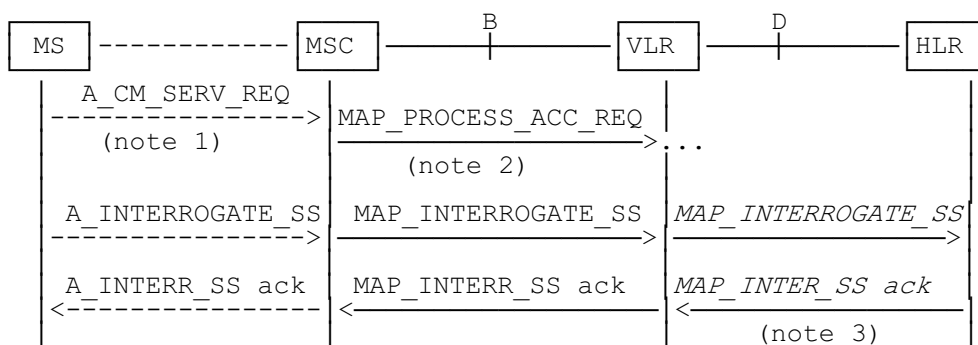 B D
MS MSC VLR HLR
A_CM_SERV_REQ
MAP_PROCESS_ACC_REQ
(note 1) ...
(note 2)
A_INTERROGATE_SS MAP_INTERROGATE_SS MAP_INTERROGATE_SS
A_INTERR_SS ack MAP_INTERR_SS ack MAP_INTER_SS ack
(note 3)